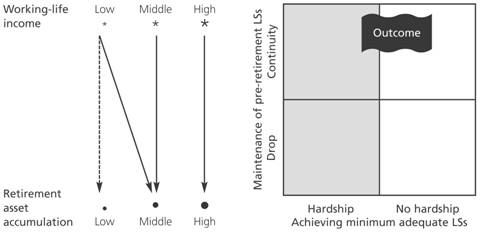 Working-life
income
Low
Middle
High
Retirement
asset
accumulation
Low
Middle
High
Maintenance of pre-retirement LSs
Continuity
Drop
Outcome
Hardship
No hardship
Achieving minimum adequate LSs